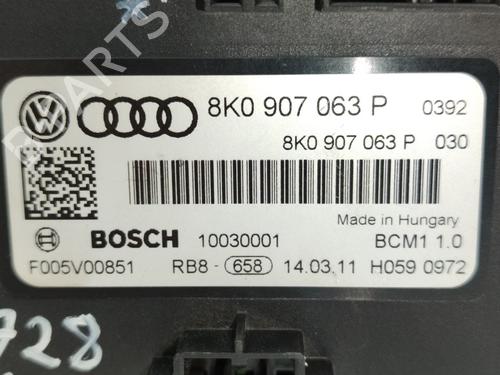 8K0 907 063 P 0392
8K0 907 063 P 030
Made in Hungary
BOSCH 10030001 BCM1 1.0
F005V00851 RB8 - 658 14.03.11 H059 0972
728